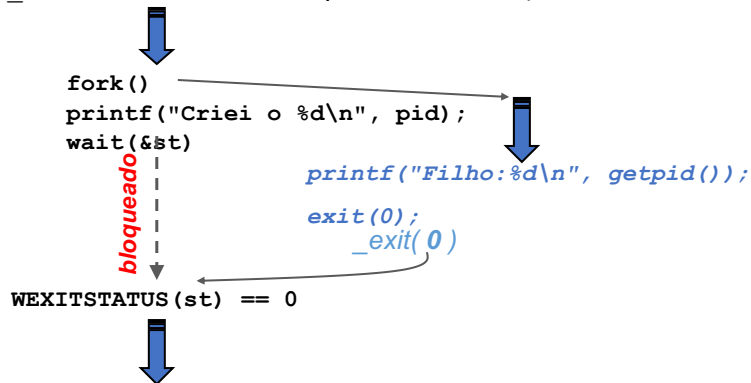 fork()
printf("Criei o %d\n", pid);
wait(&st)
bloqueado
printf("Filho:%d\n", getpid());
exit(0);
_exit( 0 )
WEXITSTATUS(st) == 0